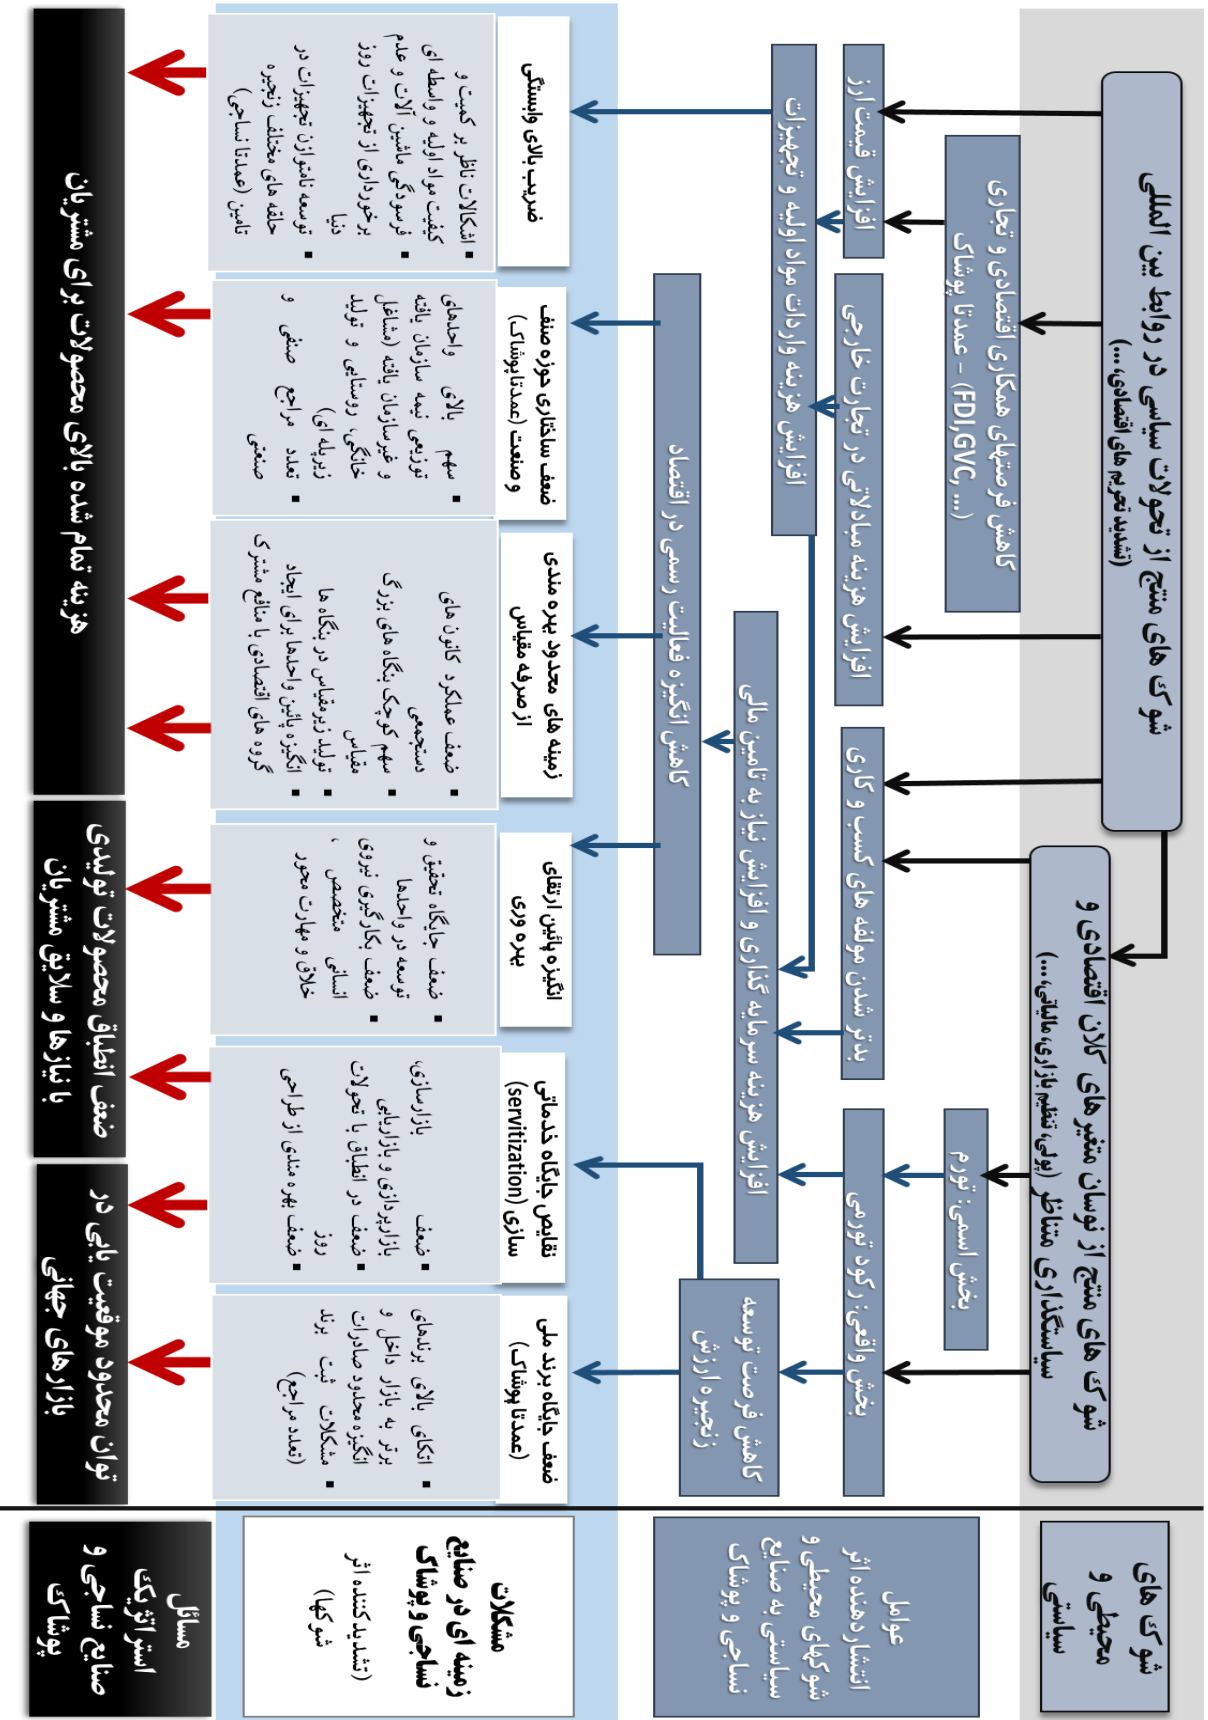 شوک های
محیطی و
سیاستی
شوک های منتج از تحولات سیاسی در روابط بین المللی
(تشدید تحریم های اقتصادی، ...)
شوک های منتج از نوسان متغیرهای کلان اقتصادی و
سیاستگذاری متناظر (پولی، تنظیم بازاری، مالیاتی، ...)
عوامل
انتشاردهنده اثر
شوکهای محیطی و
سیاستی به صنایع
نساجی و پوشاک
بخش اسمی: تورم
کاهش فرصتهای همکاری اقتصادی و تجاری
(FDI,GVC, ...) – عمدتا پوشاک
بخش واقعی: رکود تورمی
بدتر شدن مولفه های کسب و کاری
افزایش هزینه مبادلاتی در تجارت خارجی
افزایش قیمت ارز
افزایش هزینه واردات مواد اولیه و تجهیزات
افزایش هزینه سرمایه گذاری و افزایش نیاز به تامین مالی
کاهش فرصت توسعه
زنجیره ارزش
کاهش انگیزه فعالیت رسمی در اقتصاد
مشکلات
زمینه ای در صنایع
نساجی و پوشاک
(تشدیدکننده اثر
شوکها)
ضعف جایگاه برند ملی
(عمدتا پوشاک)
▪ اتکای بالای برندهای
برتر به بازار داخل و
انگیزه محدود صادرات
▪ مشکلات ثبت برند
(تعدد مراجع)
نقایص جایگاه خدماتی
سازی (servitization)
▪ ضعف بازارسازی،
بازارپردازی و بازاریابی
▪ ضعف در انطباق با تحولات
روز
▪ ضعف بهره مندی از طراحی
انگیزه پائین ارتقای
بهره وری
▪ ضعف جایگاه تحقیق و
توسعه در واحدها
▪ ضعف بکارگیری نیروی
انسانی متخصص ،
خلاق و مهارت محور
زمینه های محدود بهره مندی
از صرفه مقیاس
▪ ضعف عملکرد کانون های
دستجمعی
▪ سهم کوچک بنگاه های بزرگ
مقیاس
▪ تولید زیرمقیاس در بنگاه ها
▪ انگیزه پائین واحدها برای ایجاد
گروه های اقتصادی با منافع مشترک
ضعف ساختاری حوزه صنف
و صنعت (عمدتا پوشاک)
▪ سهم بالای واحدهای
توزیعی نیمه سازمان یافته
و غیرسازمان یافته (مشاغل
خانگی، روستایی و تولید
زیرپله ای)
▪ تعدد مراجع صنفی و
صنعتی
ضریب بالای وابستگی
▪ اشکالات ناظر بر کمیت و
کیفیت مواد اولیه و واسطه ای
▪ فرسودگی ماشین آلات و عدم
برخورداری از تجهیزات روز
دنیا
▪ توسعه نامتوازن تجهیزات در
حلقه های مختلف زنجیره
تامین (عمدتا نساجی)
مسائل
استراتژیک
صنایع نساجی و
پوشاک
توان محدود موقعیت یابی در
بازارهای جهانی
ضعف انطباق محصولات تولیدی
با نیازها و سلایق مشتریان
هزینه تمام شده بالای محصولات برای مشتریان